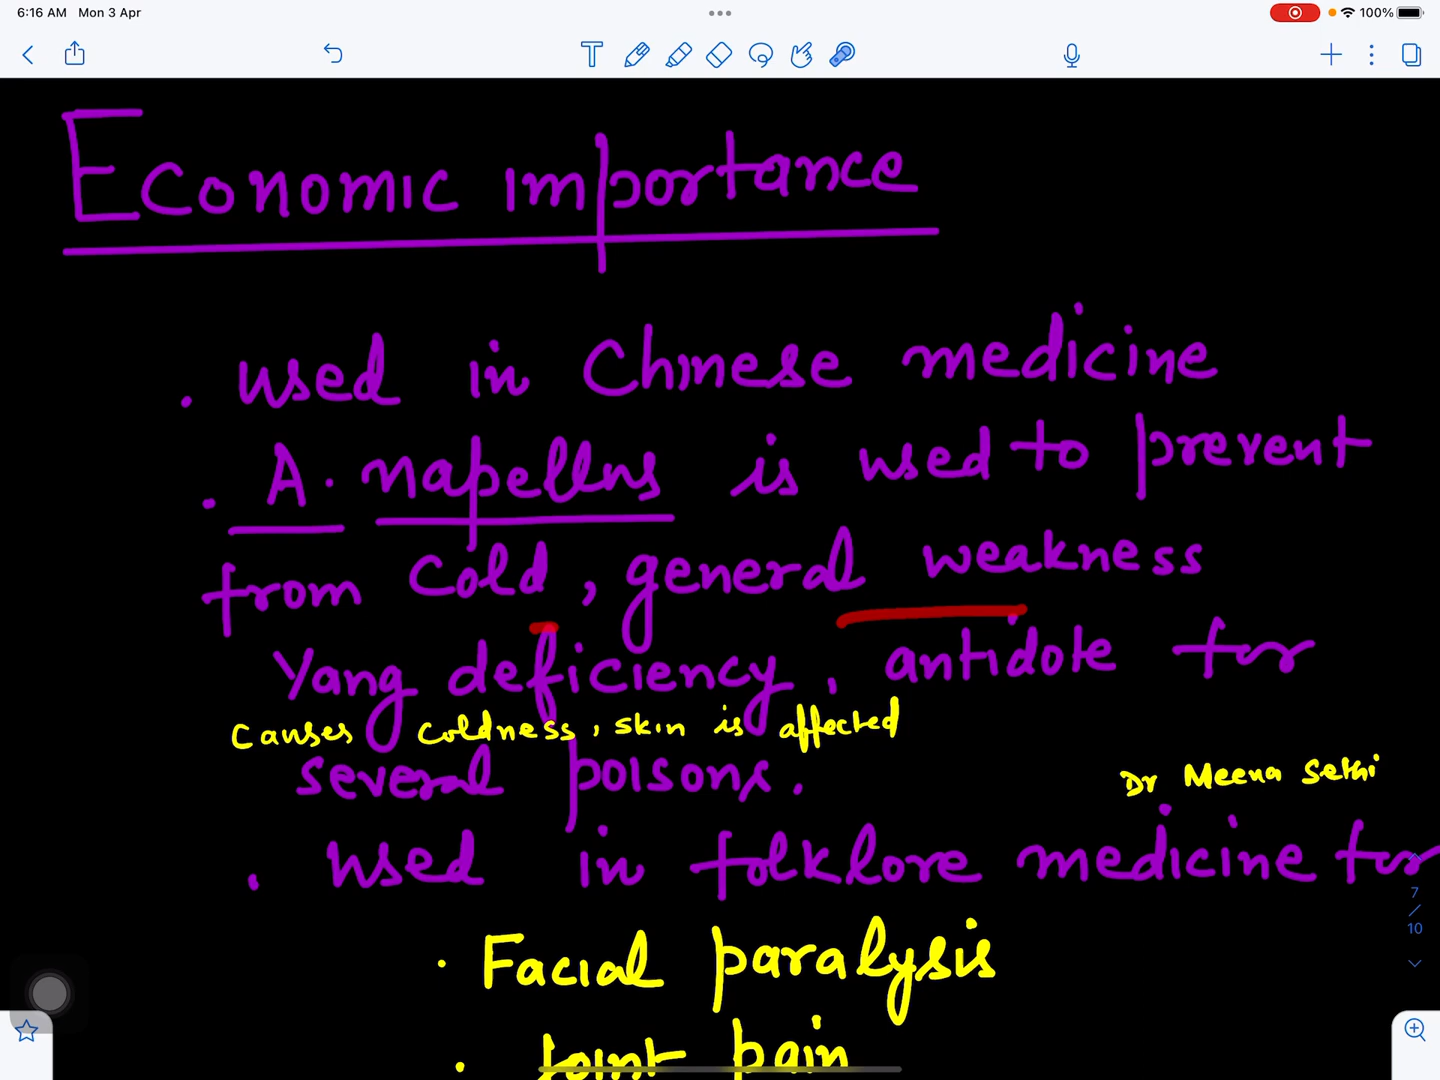 6:16 AM Mon 3 Apr
100%
Economic importance
. used in Chinese medicine
. A. napellus is used to prevent
from cold, general weakness
Yang deficiency, antidote for
causes coldness, skin is affected
several poisons.
Dr Meena Sethi
. used in folklore medicine for
7
/
10
. Facial paralysis
. Joint pain